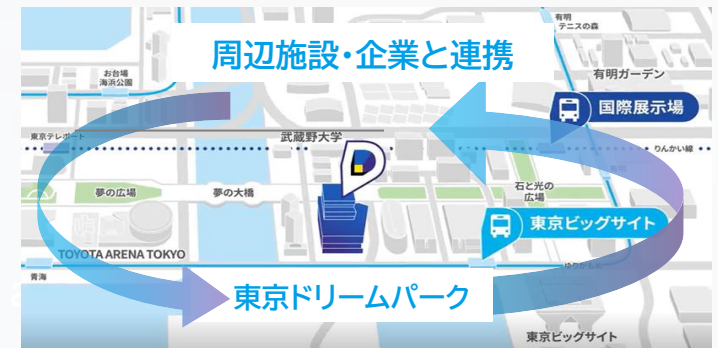 有明
テニスの森
周辺施設・企業と連携
お台場
海浜公園
有明ガーデン
国際展示場
東京テレポート
武蔵野大学
りんかい線
夢の広場
夢の大橋
石と光の
広場
東京ビッグサイト
TOYOTA ARENA TOKYO
青海
東京ドリームパーク
東京ビッグサイト